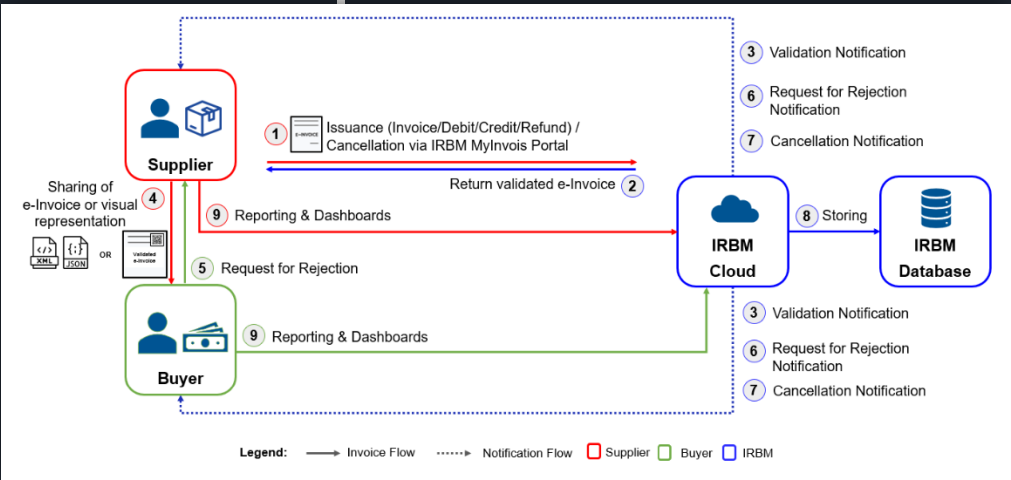 3 Validation Notification
6 Request for Rejection
Notification
7 Cancellation Notification
1 E-INVOICE Issuance (Invoice/Debit/Credit/Refund) /
Cancellation via IRBM MyInvois Portal
Supplier
Return validated e-Invoice 2
Sharing of
e-Invoice or visual
representation
4
9 Reporting & Dashboards
IRBM
Cloud
8 Storing
IRBM
Database
</> XML
{;} JSON
OR
Validated
e-Invoice
5 Request for Rejection
Buyer
9 Reporting & Dashboards
3 Validation Notification
6 Request for Rejection
Notification
7 Cancellation Notification
Legend: Invoice Flow Notification Flow Supplier Buyer IRBM